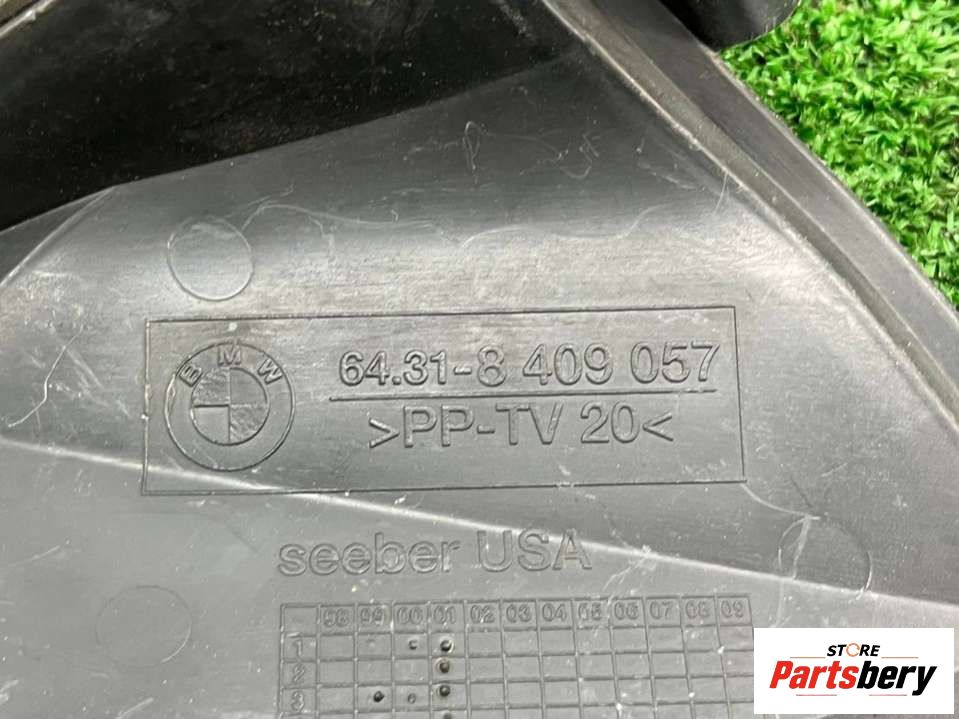 BMW
64.31-8 409 057
>PP-TV 20<
seeber USA
98 99 00 01 02 03 04 05 06 07 08 09
1
2
3
STORE
Partsbery